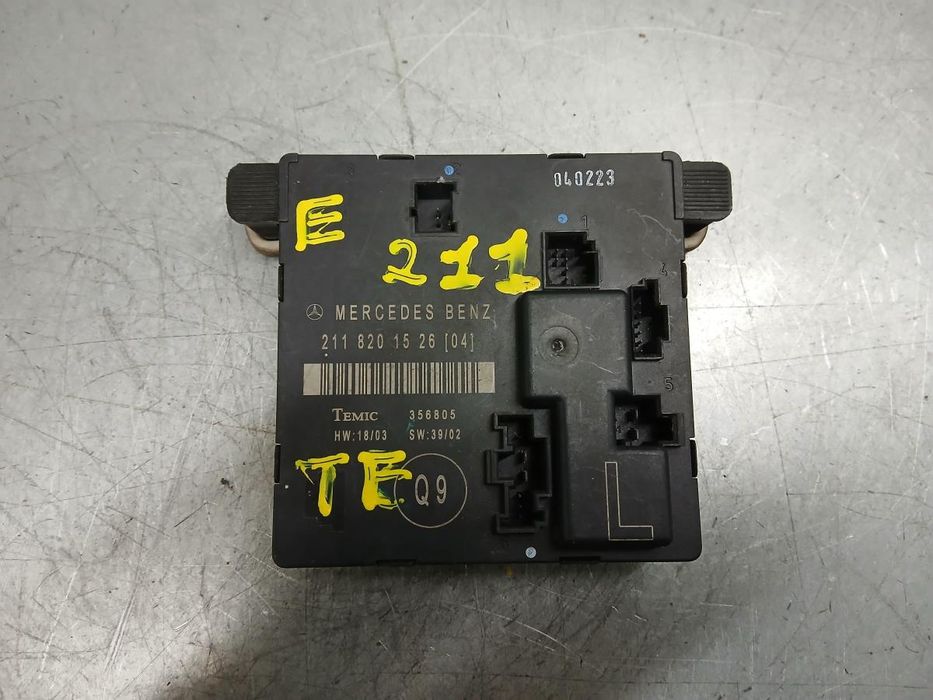 040223
E
1
211
4
MERCEDES BENZ
211 820 15 26 [04]
5
TEMIC 356805
HW:18/03 SW:39/02
TE
Q9
L